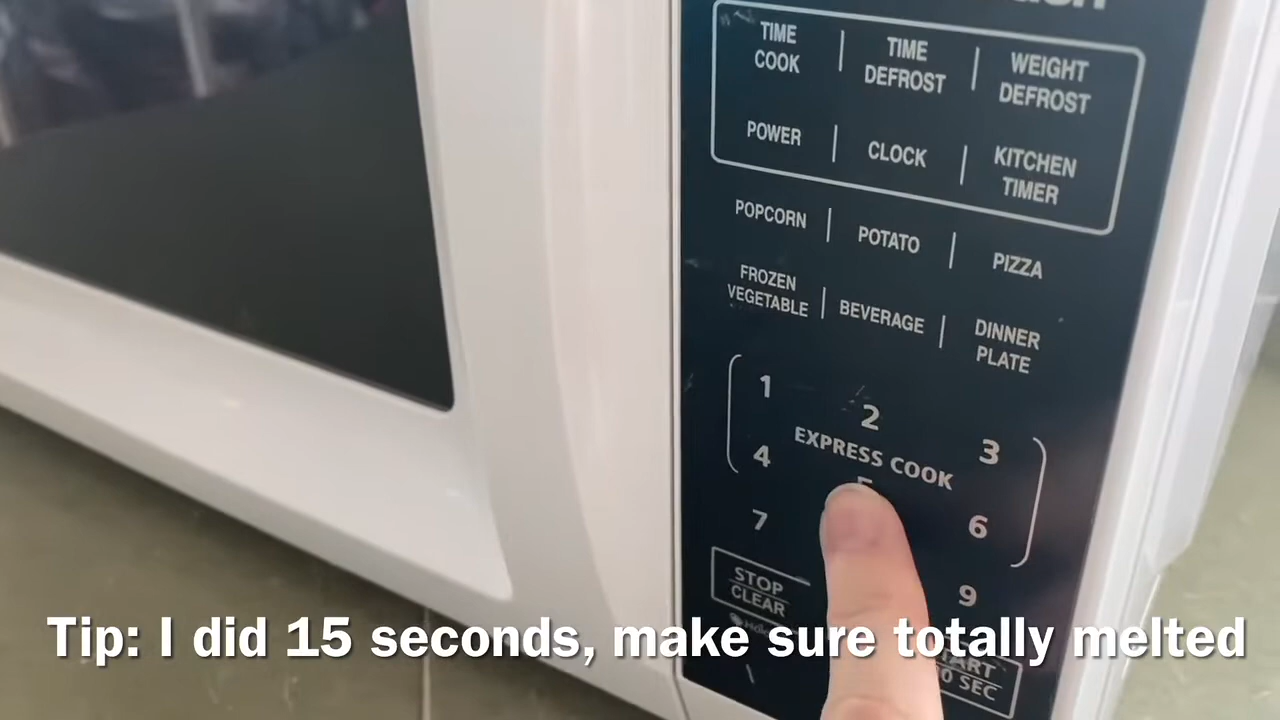 TIME COOK
TIME DEFROST
WEIGHT DEFROST
POWER
CLOCK
KITCHEN TIMER
POPCORN
POTATO
PIZZA
FROZEN VEGETABLE
BEVERAGE
DINNER PLATE
1
2
3
EXPRESS COOK
4
6
7
9
STOP
CLEAR
SEC
Tip: I did 15 seconds, make sure totally melted